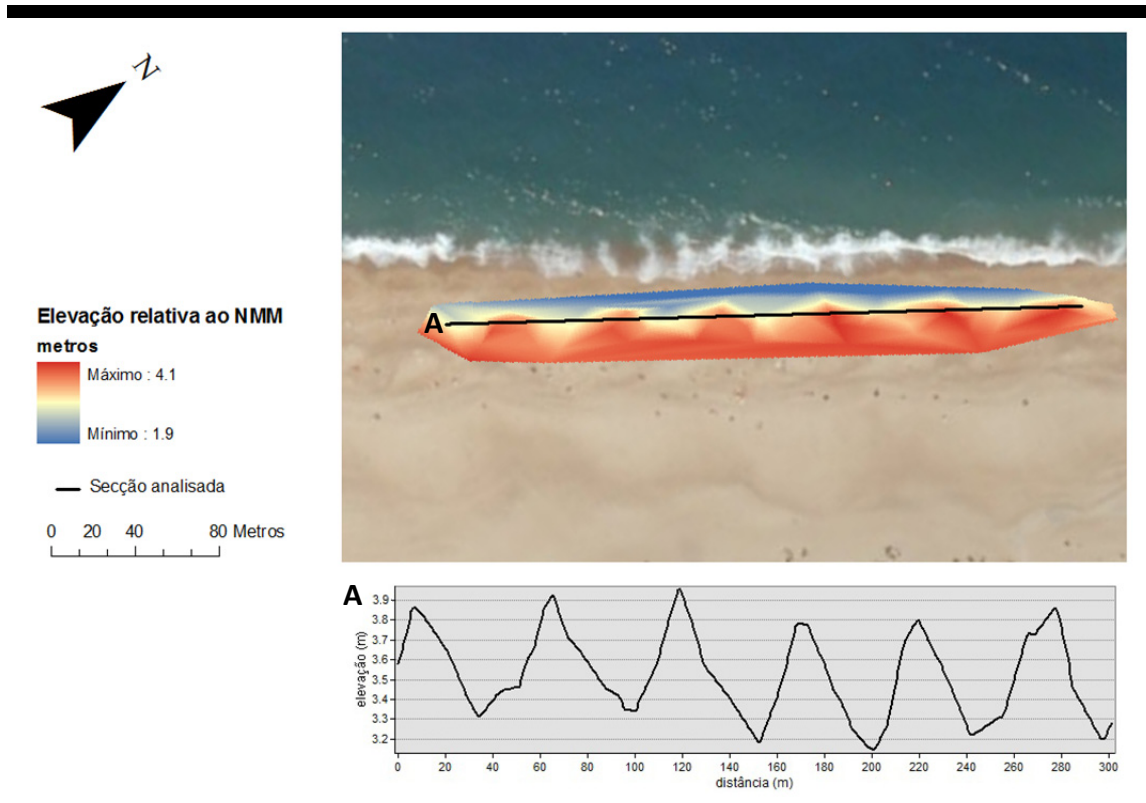 N
Elevação relativa ao NMM
metros
Máximo : 4.1
Mínimo : 1.9
Secção analisada
0 20 40 80 Metros
A
A
3.9
3.8
3.7
3.6
3.5
3.4
3.3
3.2
elevação (m)
0 20 40 60 80 100 120 140 160 180 200 220 240 260 280 300
distância (m)